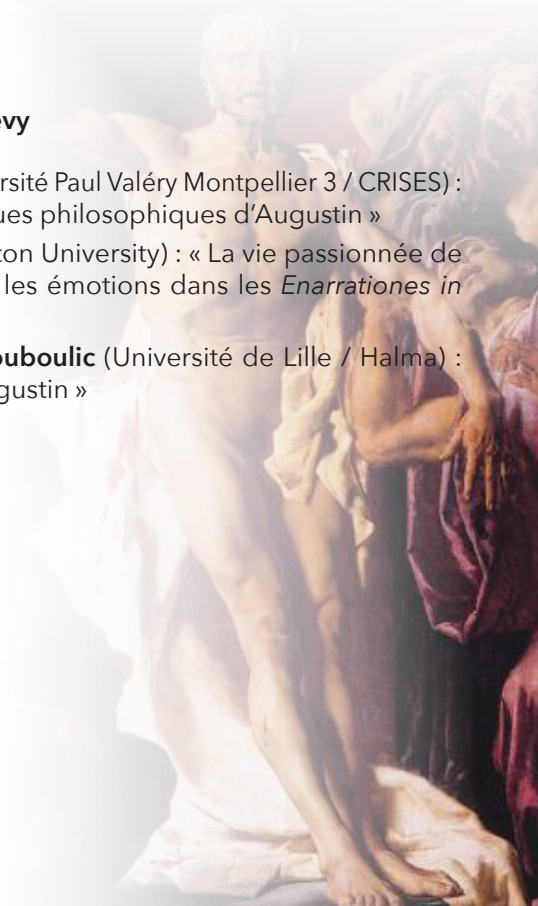 evy
rsité Paul Valéry Montpellier 3 / CRISES) :
ues philosophiques d’Augustin »
ton University) : « La vie passionnée de
les émotions dans les Enarrationes in
ouboulic (Université de Lille / Halma) :
gustin »